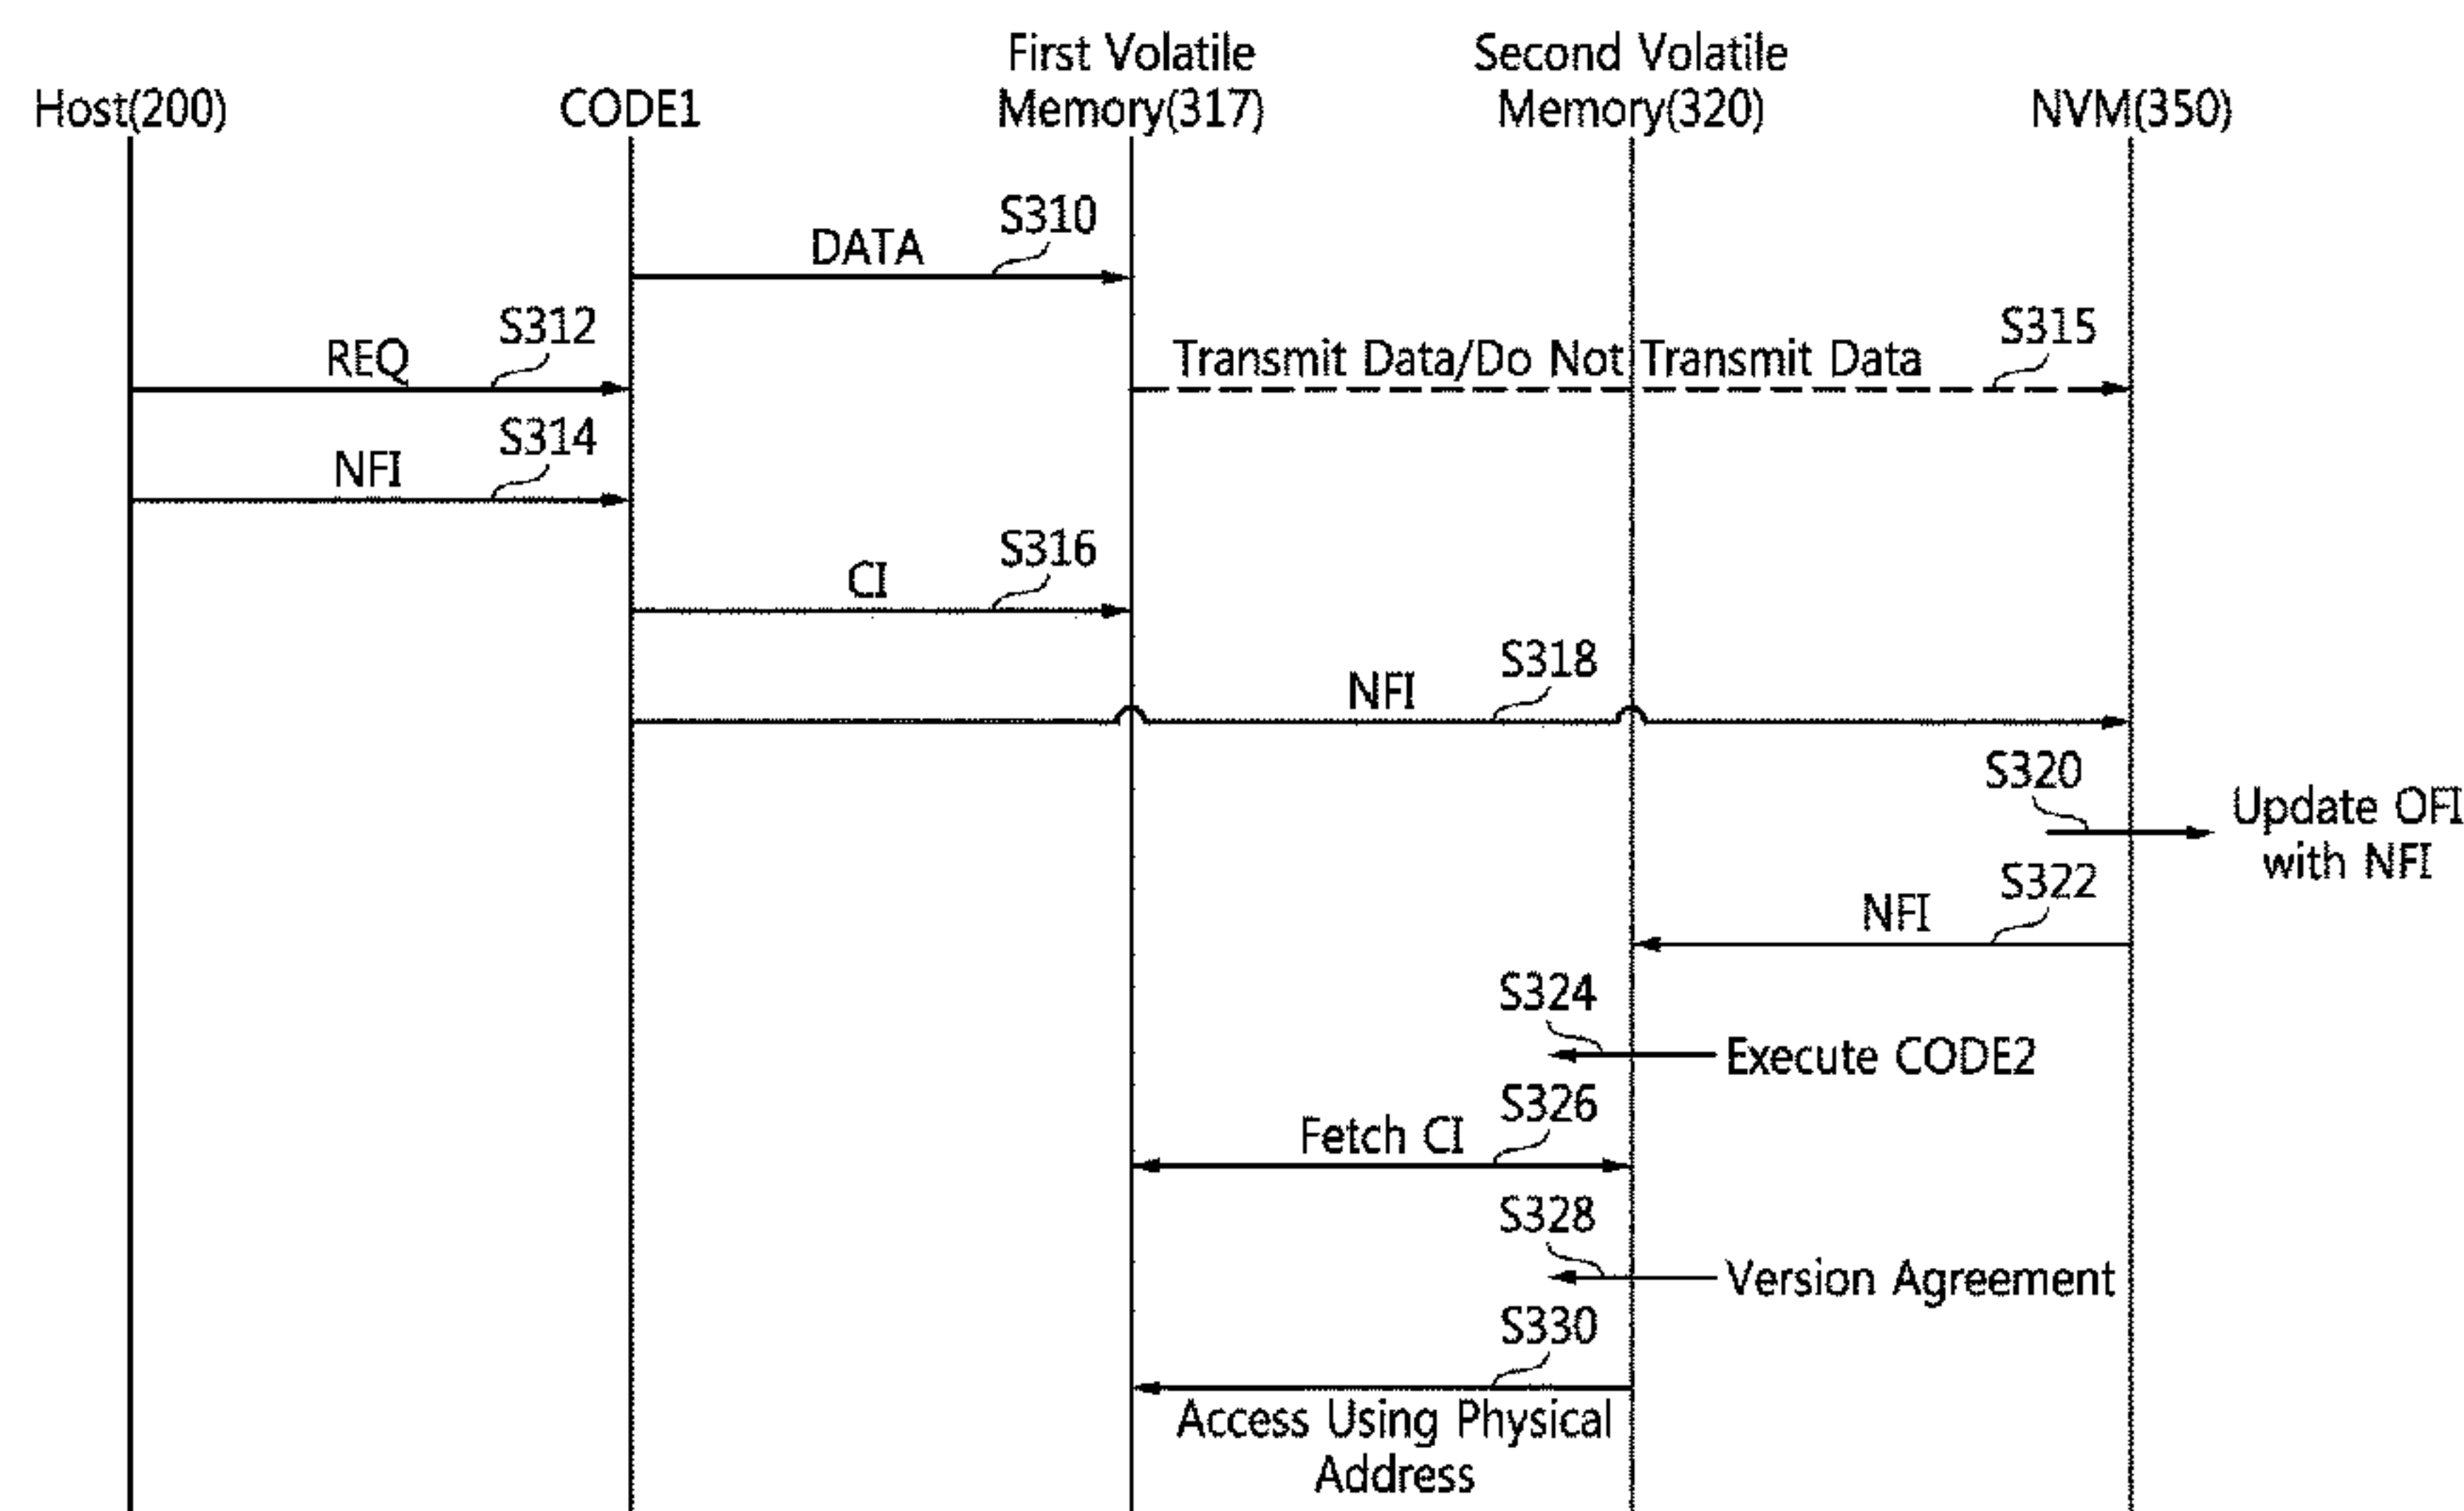 Host(200)
CODE1
First Volatile
Memory(317)
Second Volatile
Memory(320)
NVM(350)
S310
DATA
S312
REQ
S315
Transmit Data/Do Not Transmit Data
S314
NFI
S316
CI
S318
NFI
S320
Update OFI
with NFI
S322
NFI
S324
Execute CODE2
S326
Fetch CI
S328
Version Agreement
S330
Access Using Physical
Address